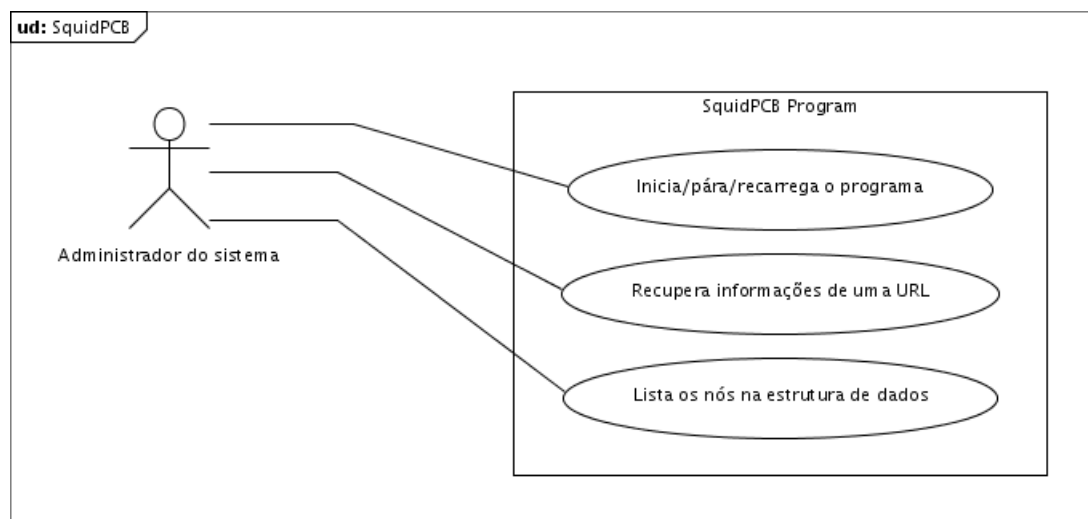 ud: SquidPCB
SquidPCB Program
Inicia/pára/recarrega o programa
Recupera informações de uma URL
Lista os nós na estrutura de dados
Administrador do sistema